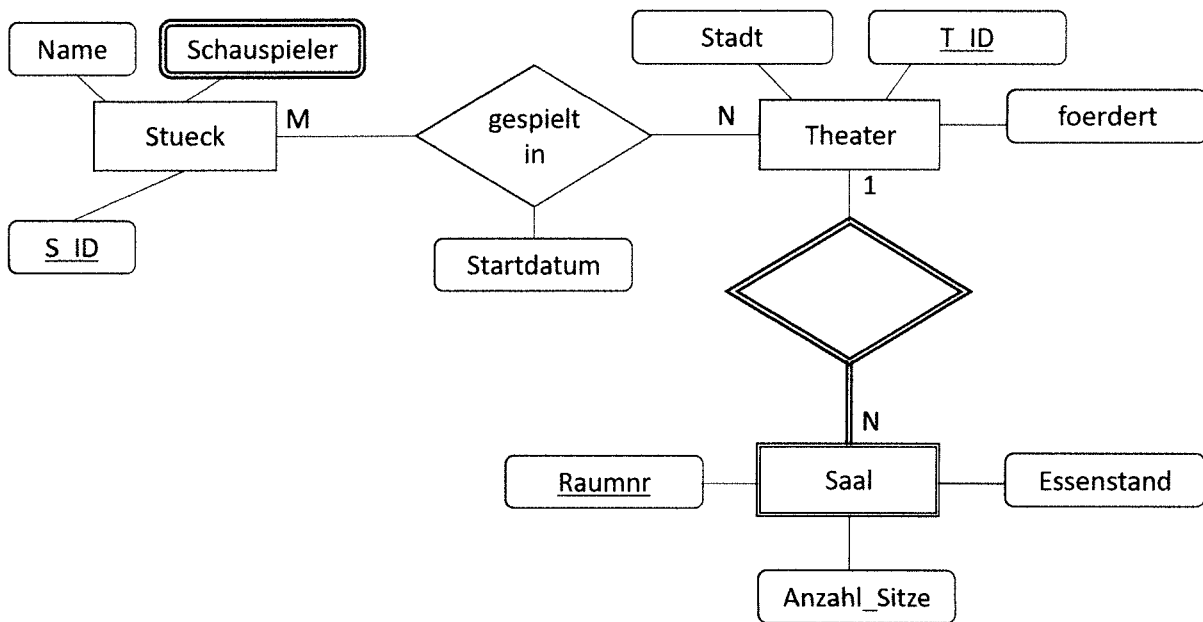 Name
Schauspieler
Stueck
S_ID
M
gespielt
in
Startdatum
N
Stadt
T_ID
Theater
foerdert
1
N
Raumnr
Saal
Essenstand
Anzahl_Sitze